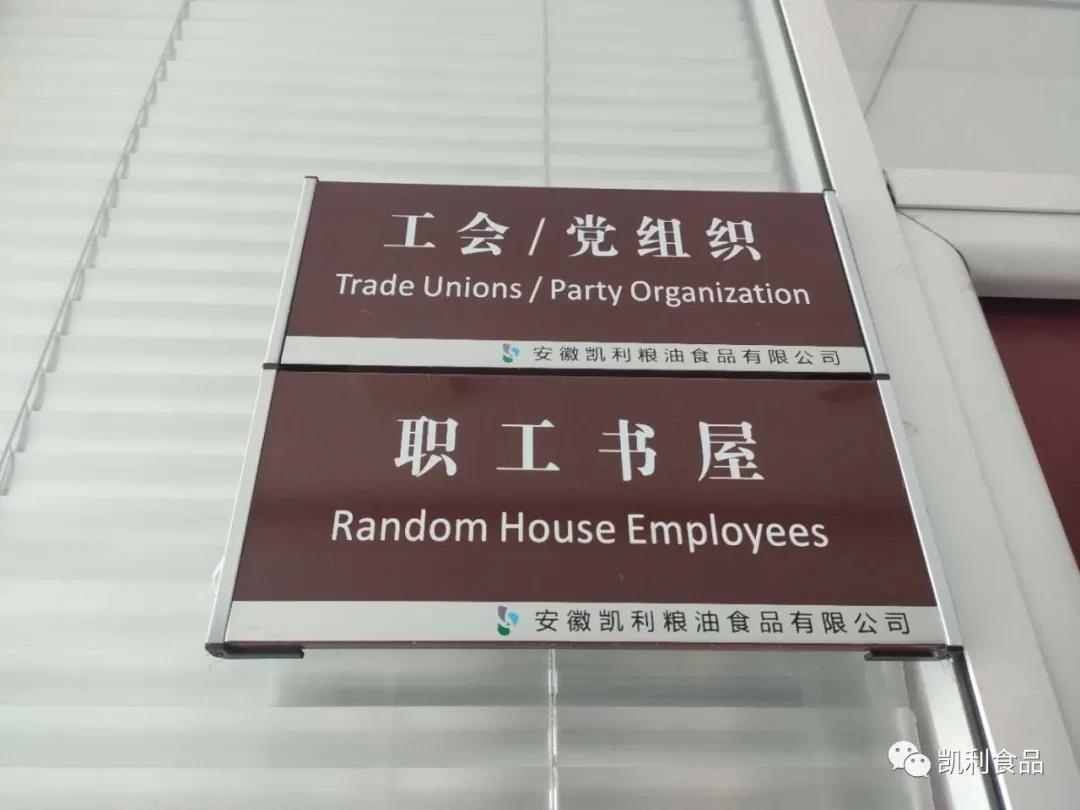 工会/党组织
Trade Unions / Party Organization
安徽凯利粮油食品有限公司
职工书屋
Random House Employees
安徽凯利粮油食品有限公司
凯利食品